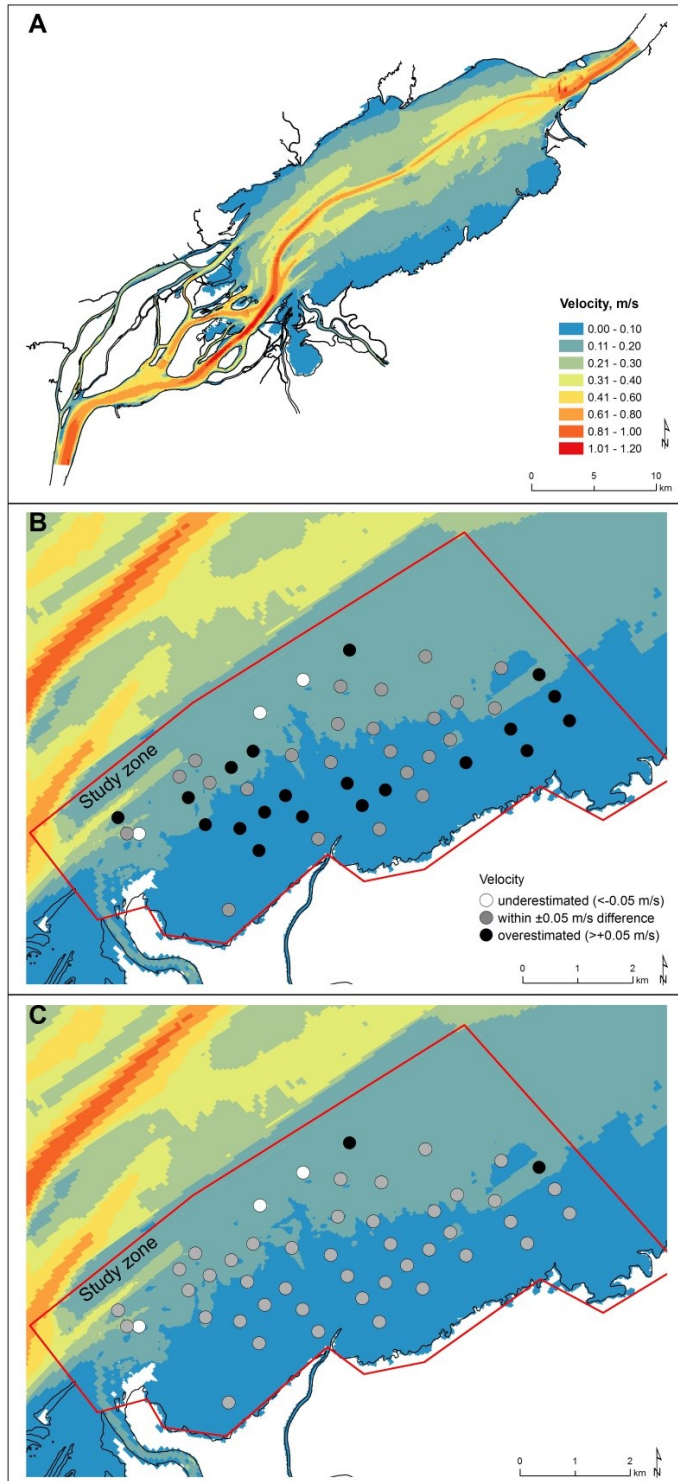 A
Velocity, m/s
0.00 - 0.10
0.11 - 0.20
0.21 - 0.30
0.31 - 0.40
0.41 - 0.60
0.61 - 0.80
0.81 - 1.00
1.01 - 1.20
N
0 5 10
km
B
Study zone
Velocity
underestimated (<-0.05 m/s)
within ±0.05 m/s difference
overestimated (>+0.05 m/s)
N
0 1 2
km
C
Study zone
N
0 1 2
km